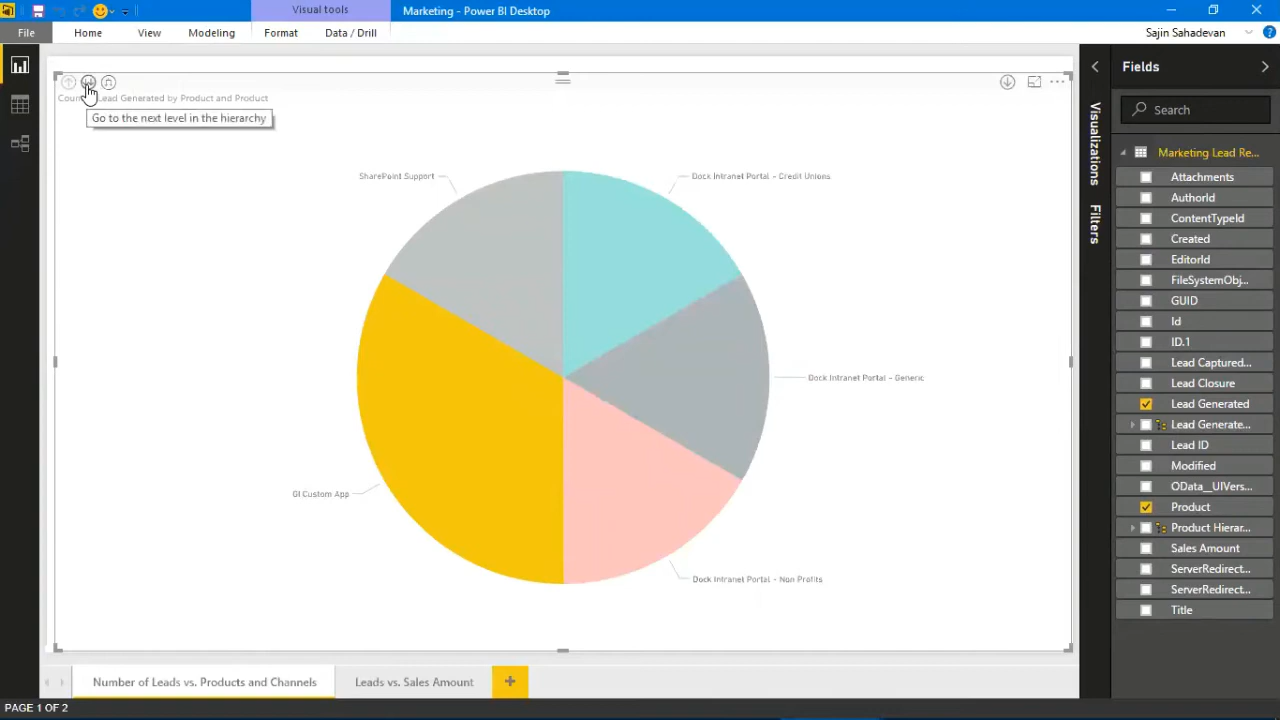 Visual tools
Marketing - Power BI Desktop
File
Home
View
Modeling
Format
Data / Drill
Sajin Sahadevan
Lead Generated by Product and Product
Go to the next level in the hierarchy
SharePoint Support
Dock Intranet Portal - Credit Unions
Dock Intranet Portal - Generic
GI Custom App
Dock Intranet Portal - Non Profits
Visualizations
Filters
Fields
Search
Marketing Lead Re...
Attachments
AuthorId
ContentTypeId
Created
EditorId
FileSystemObj...
GUID
Id
ID.1
Lead Captured...
Lead Closure
Lead Generated
Lead Generate...
Lead ID
Modified
OData__UIVers...
Product
Product Hierar...
Sales Amount
ServerRedirect...
ServerRedirect...
Title
Number of Leads vs. Products and Channels
Leads vs. Sales Amount
PAGE 1 OF 2